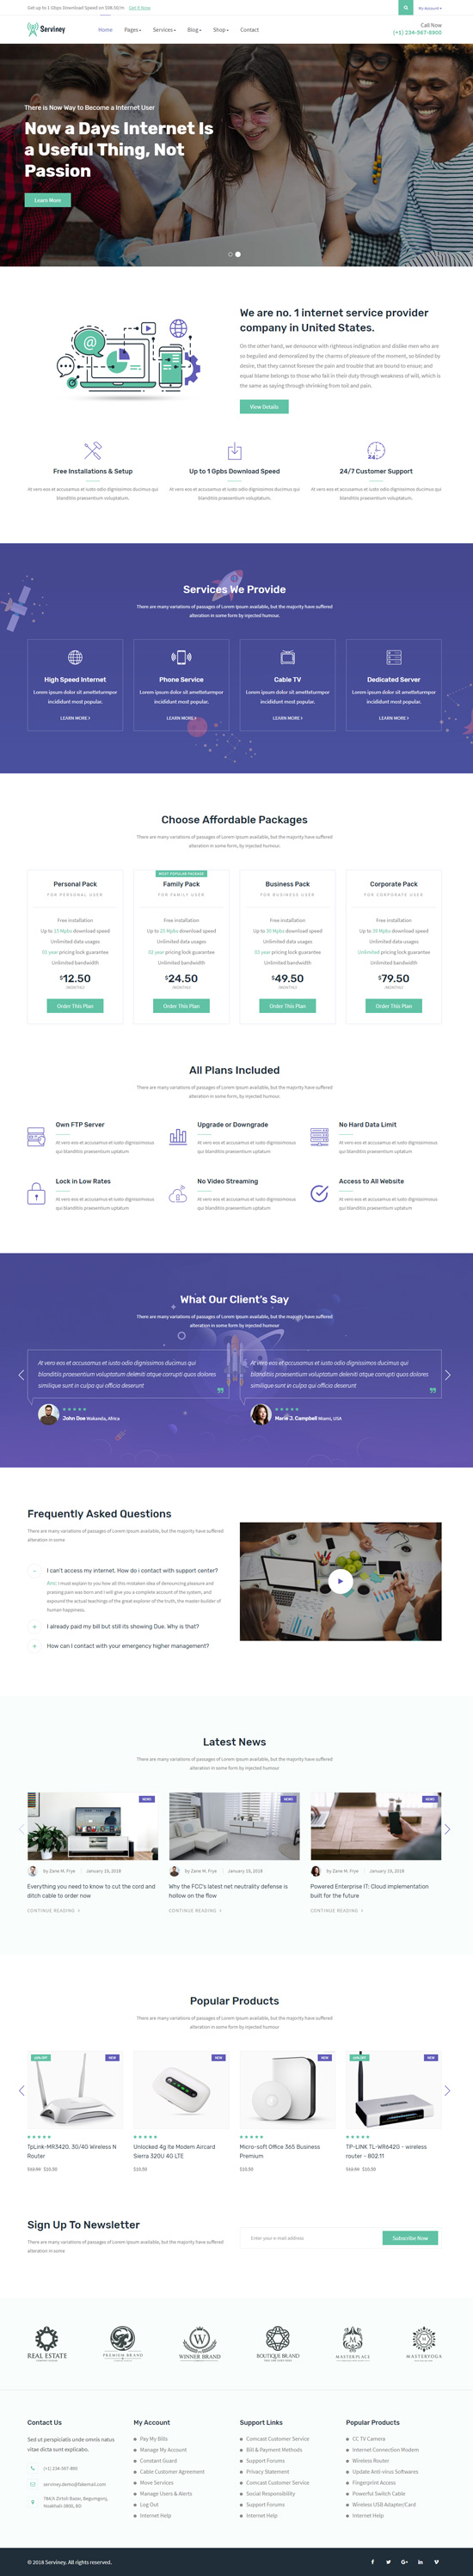 Get up to 1 Gbps Download Speed on $88.50/m Get It Now
My Account
Serviney
Home Pages Services Blog Shop Contact
Call Now
(+1) 234-567-8900
There is Now Way to Become a Internet User
Now a Days Internet Is
a Useful Thing, Not
Passion
Learn More
We are no. 1 internet service provider
company in United States.
On the other hand, we denounce with righteous indignation and dislike men who are
so beguiled and demoralized by the charms of pleasure of the moment, so blinded by
desire, that they cannot foresee the pain and trouble that are bound to ensue; and
equal blame belongs to those who fail in their duty through weakness of will, which is
the same as saying through shrinking from toil and pain.
View Details
Free Installations & Setup
At vero eos et accusamus et iusto odio dignissimos ducimus qui
blanditiis praesentium voluptatum.
Up to 1 Gpbs Download Speed
At vero eos et accusamus et iusto odio dignissimos ducimus qui
blanditiis praesentium voluptatum.
24/7 Customer Support
At vero eos et accusamus et iusto odio dignissimos ducimus qui
blanditiis praesentium voluptatum.
Services We Provide
There are many variations of passages of Lorem Ipsum available, but the majority have suffered
alteration in some form by injected humour.
High Speed Internet
Lorem ipsum dolor sit ametteturmpor
incididunt most popular.
LEARN MORE
Phone Service
Lorem ipsum dolor sit ametteturmpor
incididunt most popular.
LEARN MORE
Cable TV
Lorem ipsum dolor sit ametteturmpor
incididunt most popular.
LEARN MORE
Dedicated Server
Lorem ipsum dolor sit ametteturmpor
incididunt most popular.
LEARN MORE
Choose Affordable Packages
There are many variations of passages of Lorem Ipsum available, but the majority have suffered
alteration in some form, by injected humour.
Personal Pack
FOR PERSONAL USER
Free installation
Up to 15 Mpbs download speed
Unlimited data usages
01 year pricing lock guarantee
Unlimited bandwidth
$12.50
/MONTHLY
Order This Plan
MOST POPULAR PACKAGE
Family Pack
FOR FAMILY USER
Free installation
Up to 25 Mpbs download speed
Unlimited data usages
02 year pricing lock guarantee
Unlimited bandwidth
$24.50
/MONTHLY
Order This Plan
Business Pack
FOR BUSINESS USER
Free installation
Up to 30 Mpbs download speed
Unlimited data usages
03 year pricing lock guarantee
Unlimited bandwidth
$49.50
/MONTHLY
Order This Plan
Corporate Pack
FOR CORPORATE USER
Free installation
Up to 39 Mpbs download speed
Unlimited data usages
Unlimited pricing lock guarantee
Unlimited bandwidth
$79.50
/MONTHLY
Order This Plan
All Plans Included
There are many variations of passages of Lorem Ipsum available, but the majority have suffered
alteration in some form, by injected humour.
Own FTP Server
At vero eos et accusamus et iusto odio dignissimosus
qui blanditiis praesentium uptatum
Upgrade or Downgrade
At vero eos et accusamus et iusto odio dignissimosus
qui blanditiis praesentium uptatum
No Hard Data Limit
At vero eos et accusamus et iusto odio dignissimosus
qui blanditiis praesentium uptatum
Lock in Low Rates
At vero eos et accusamus et iusto odio dignissimosus
qui blanditiis praesentium uptatum
No Video Streaming
At vero eos et accusamus et iusto odio dignissimosus
qui blanditiis praesentium uptatum
Access to All Website
At vero eos et accusamus et iusto odio dignissimosus
qui blanditiis praesentium uptatum
What Our Client's Say
There are many variations of passages of Lorem Ipsum available, but the majority have suffered
alteration in some form by injected humour
At vero eos et accusamus et iusto odio dignissimos ducimus qui
blanditiis praesentium voluptatum deleniti atque corrupti quos dolores
similique sunt in culpa qui officia deserunt
John Doe Wakanda, Africa
At vero eos et accusamus et iusto odio dignissimos ducimus qui
blanditiis praesentium voluptatum deleniti atque corrupti quos dolores
similique sunt in culpa qui officia deserunt
Maria J. Campbell Miami, USA
Frequently Asked Questions
There are many variations of passages of Lorem Ipsum available, but the majority have suffered
alteration in some
I can't access my internet. How do i contact with support center?
Ans: I must explain to you how all this mistaken idea of denouncing pleasure and
praising pain was born and I will give you a complete account of the system, and
expound the actual teachings of the great explorer of the truth, the master-builder of
human happiness.
I already paid my bill but still its showing Due. Why is that?
How can I contact with your emergency higher management?
Latest News
There are many variations of passages of Lorem Ipsum available, but the majority have suffered
alteration in some form by injected humour
NEWS
by Zane M. Frye January 19, 2018
Everything you need to know to cut the cord and
ditch cable to order now
CONTINUE READING
NEWS
by Zane M. Frye January 19, 2018
Why the FCC's latest net neutrality defense is
hollow on the flow
CONTINUE READING
NEWS
by Zane M. Frye January 19, 2018
Powered Enterprise IT: Cloud implementation
built for the future
CONTINUE READING
Popular Products
There are many variations of passages of Lorem Ipsum available, but the majority have suffered
alteration in some form by injected humour
NEW
TpLink-MR3420, 3G/4G Wireless N
Router
$10.50
NEW
Unlocked 4g lte Modem Aircard
Sierra 320U 4G LTE
$10.50
NEW
Micro-soft Office 365 Business
Premium
$10.50
NEW
TP-LINK TL-WR642G - wireless
router - 802.11
$10.50
Sign Up To Newsletter
There are many variations of passages of Lorem Ipsum available, but the majority have suffered
alteration in some
Enter your e-mail address
Subscribe Now
REAL ESTATE
PREMIUM BRAND
WINNER BRAND
BOUTIQUE BRAND
MASTERPLACE
MASTERYOGA
Contact Us
Sed ut perspiciatis unde omnis natus
vitae dicta sunt explicabo.
(+1) 234-567-890
serviney.demo@fakemail.com
784/A Zirtoli Bazar, Begumgonj,
Noakhali-3800, BD
My Account
Pay My Bills
Manage My Account
Constant Guard
Cable Customer Agreement
Move Services
Manage Users & Alerts
Log Out
Internet Help
Support Links
Comcast Customer Service
Bill & Payment Methods
Support Forums
Privacy Statement
Comcast Customer Service
Social Responsibility
Support Forums
Internet Help
Popular Products
CC TV Camera
Internet Connection Modem
Wireless Router
Update Anti-virus Softwares
Fingerprint Access
Powerful Switch Cable
Wireless USB Adapter/Card
Internet Help
© 2018 Serviney. All rights reserved.